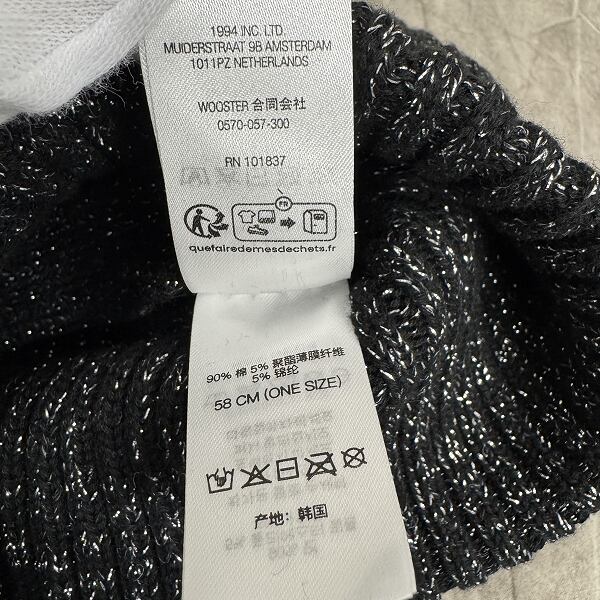 1994 INC. LTD
MUIDERSTRAAT 9B AMSTERDAM
1011PZ NETHERLANDS
WOOSTER 合同会社
0570-057-300
RN 101837
FR
quefairedemesdechets.fr
90% 棉 5% 聚酯薄膜纤维
5% 锦纶
58 CM (ONE SIZE)
产地: 韩国